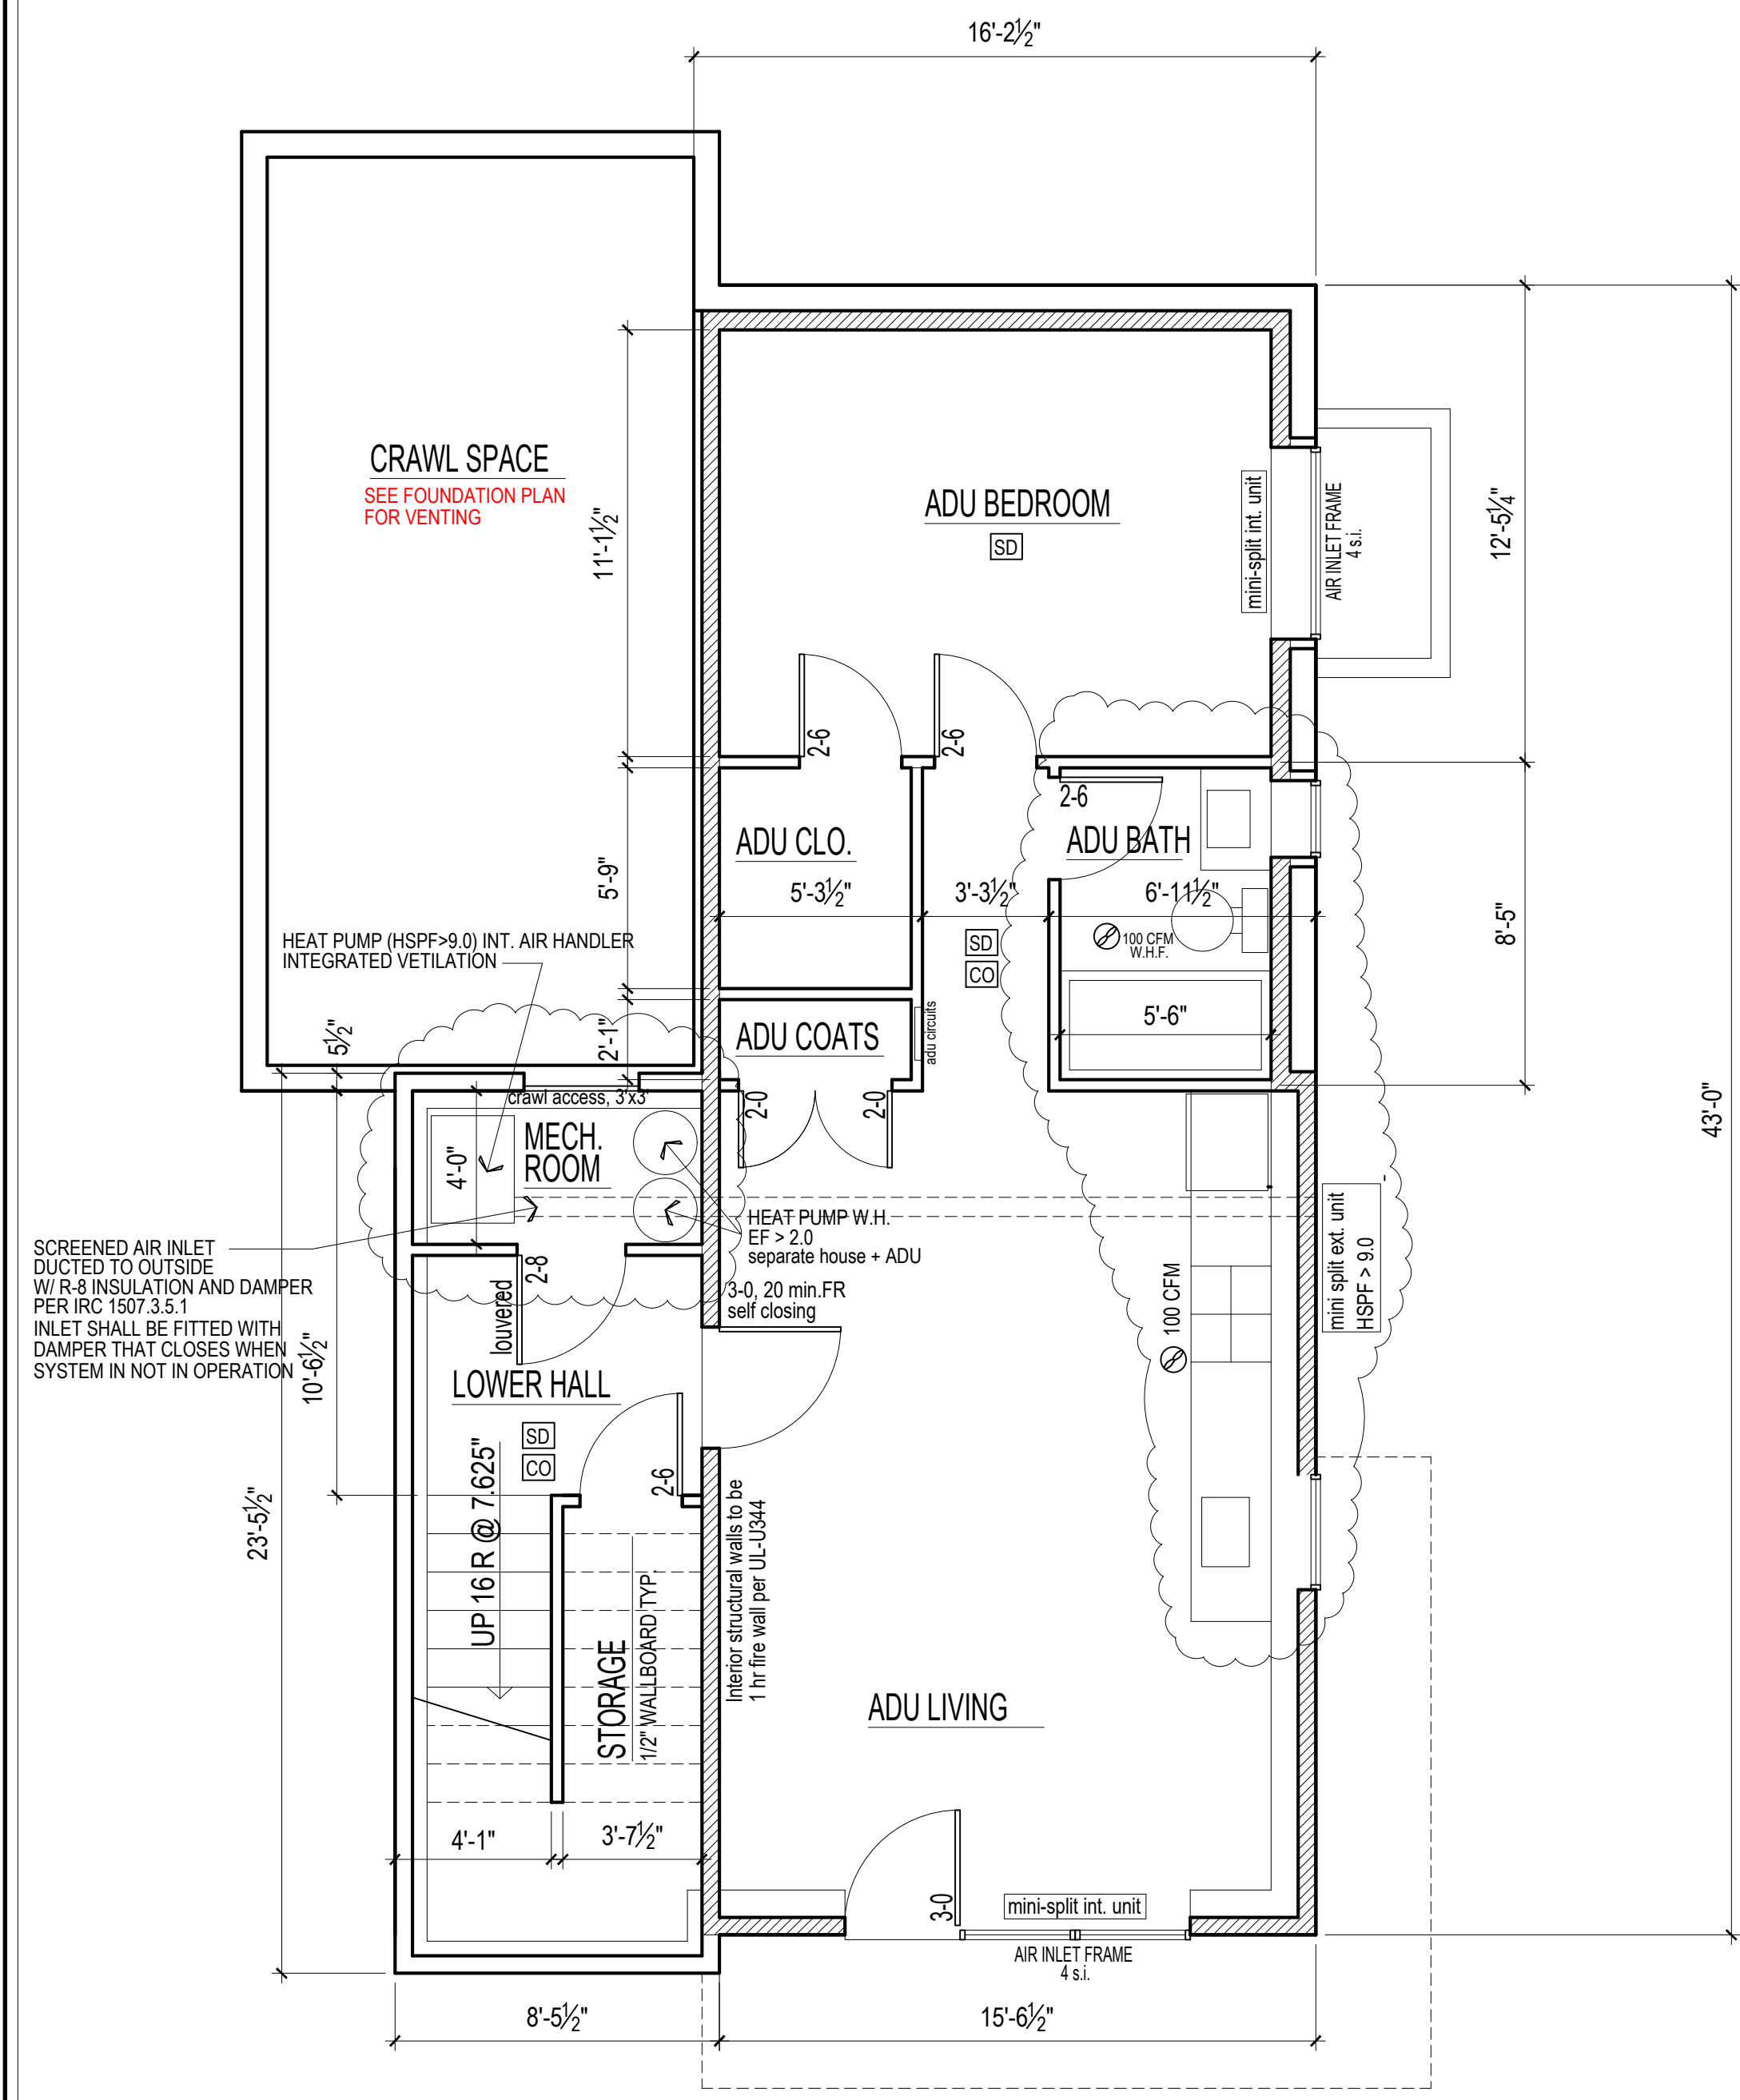 16'-2½"
CRAWL SPACE
SEE FOUNDATION PLAN
FOR VENTING
11'-1½"
ADU BEDROOM
SD
mini-split int. unit
AIR INLET FRAME
4 s.i.
12'-5¼"
2-6
2-6
2-6
ADU CLO.
ADU BATH
5'-9"
5'-3½"
3'-3½"
6'-11½"
8'-5"
HEAT PUMP (HSPF>9.0) INT. AIR HANDLER
INTEGRATED VETILATION
SD
CO
100 CFM
W.H.F.
5½"
2'-1"
ADU COATS
adu circuits
5'-6"
43'-0"
crawl access, 3'x3'
2-0
2-0
MECH.
ROOM
4'-0"
HEAT PUMP W.H.
EF > 2.0
separate house + ADU
mini split ext. unit
HSPF > 9.0
SCREENED AIR INLET
DUCTED TO OUTSIDE
W/ R-8 INSULATION AND DAMPER
PER IRC 1507.3.5.1
INLET SHALL BE FITTED WITH
DAMPER THAT CLOSES WHEN
SYSTEM IN NOT IN OPERATION
2-8
louvered
3-0, 20 min.FR
self closing
100 CFM
10'-6½"
LOWER HALL
SD
CO
2-6
UP 16 R @ 7.625"
23'-5½"
Interior structural walls to be
1 hr fire wall per UL-U344
STORAGE
1/2" WALLBOARD TYP.
ADU LIVING
4'-1"
3'-7½"
3-0
mini-split int. unit
AIR INLET FRAME
4 s.i.
8'-5½"
15'-6½"